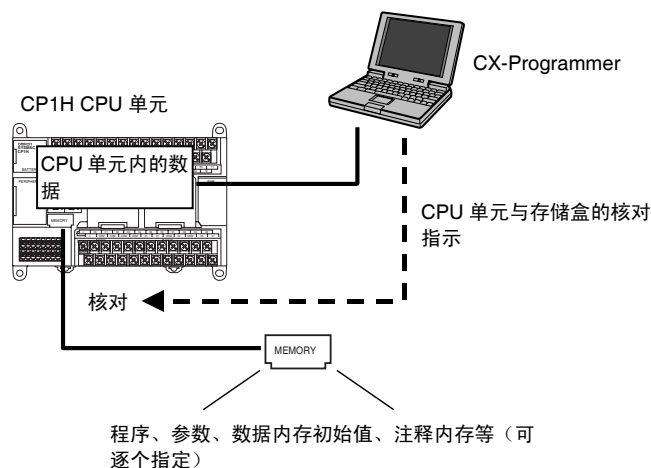 CX-Programmer
CP1H CPU 单元
CPU 单元内的数
据
MEMORY
CPU 单元与存储盒的核对
指示
核对
MEMORY
程序、参数、数据内存初始值、注释内存等（可
逐个指定）